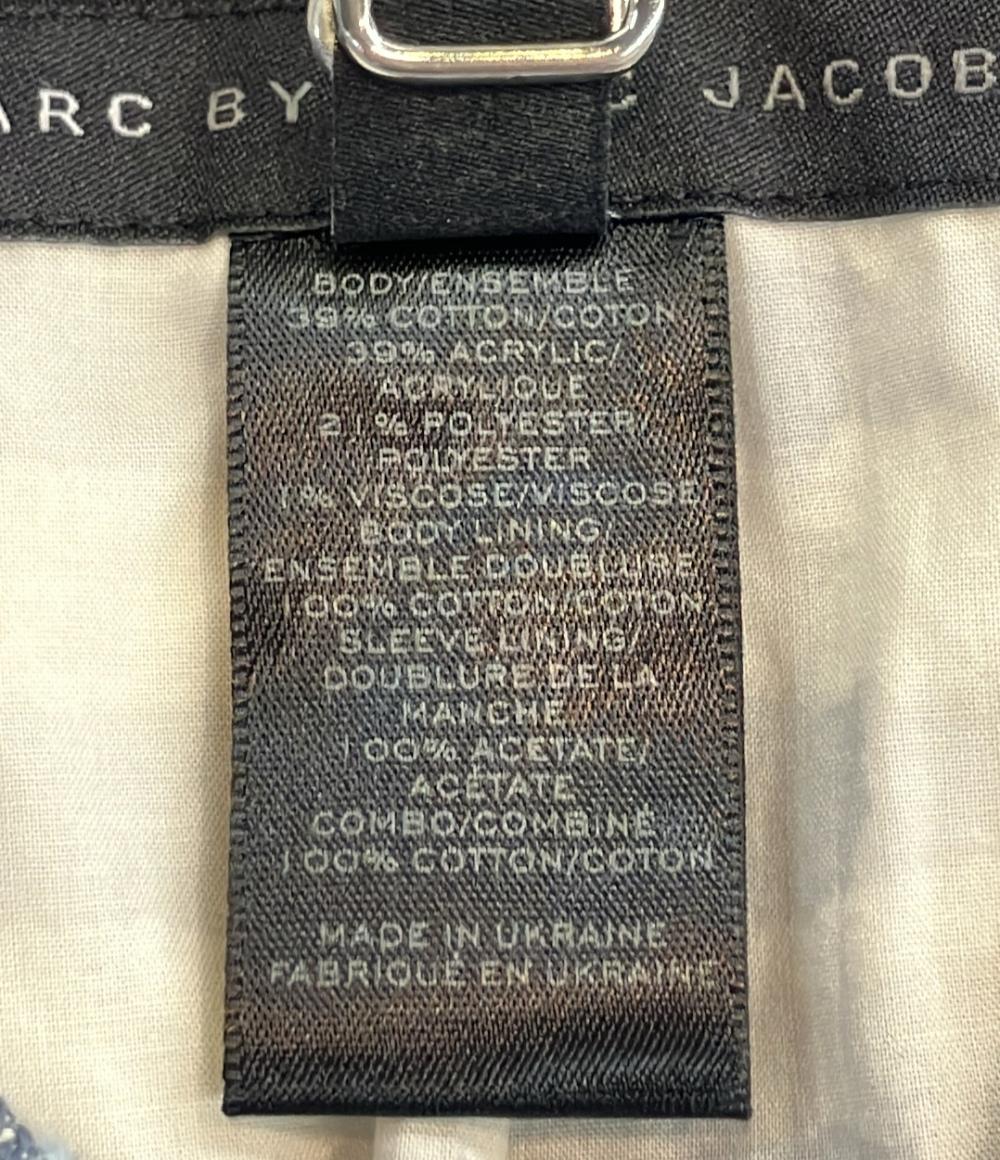 ARC BY C JACOB
BODY/ENSEMBLE
39% COTTON/COTON
39% ACRYLIC/
ACRYLIQUE
21% POLYESTER/
POLYESTER
1% VISCOSE/VISCOSE
BODY LINING/
ENSEMBLE DOUBLURE
100% COTTON/COTON
SLEEVE LINING/
DOUBLURE DE LA
MANCHE
100% ACETATE/
ACÉTATE
COMBO/COMBINÉ
100% COTTON/COTON
MADE IN UKRAINE
FABRIQUÉ EN UKRAINE